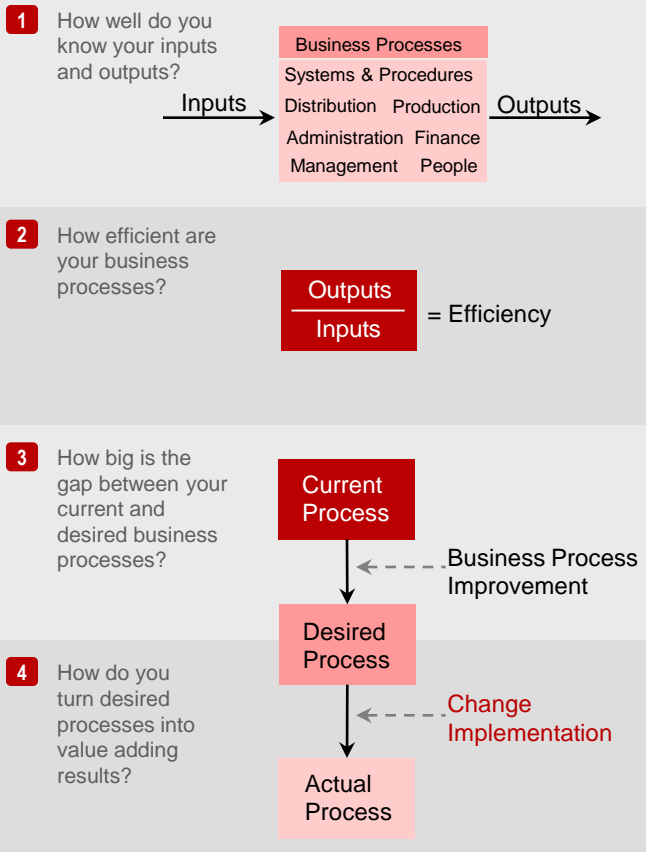 1
How well do you
know your inputs
and outputs?
Business Processes
Systems & Procedures
Inputs
Distribution Production
Outputs
Administration Finance
Management People
2
How efficient are
your business
processes?
Outputs
Inputs
= Efficiency
3
How big is the
gap between your
current and
desired business
processes?
Current
Process
Business Process
Improvement
Desired
Process
4
How do you
turn desired
processes into
value adding
results?
Change
Implementation
Actual
Process